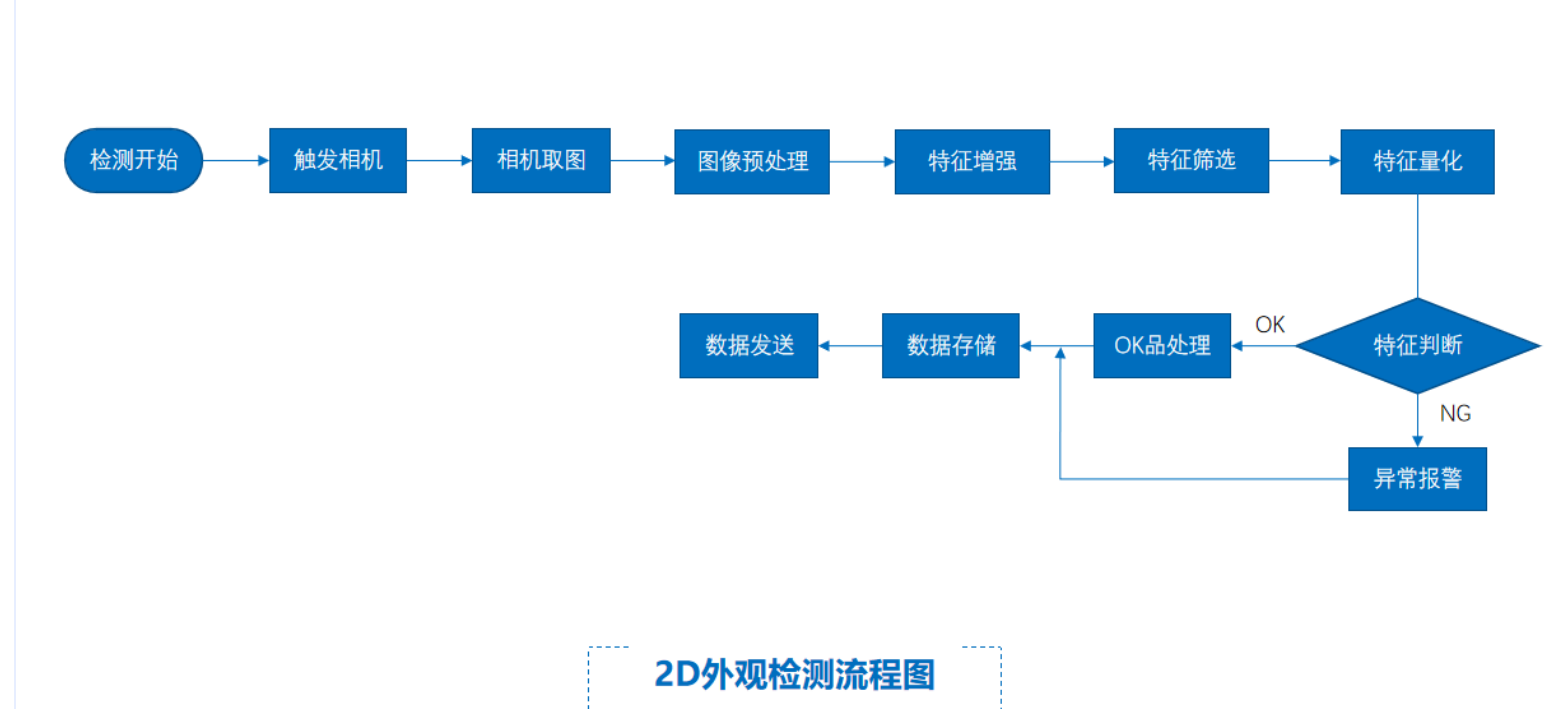 检测开始
触发相机
相机取图
图像预处理
特征增强
特征筛选
特征量化
数据发送
数据存储
OK品处理
OK
特征判断
NG
异常报警
2D外观检测流程图